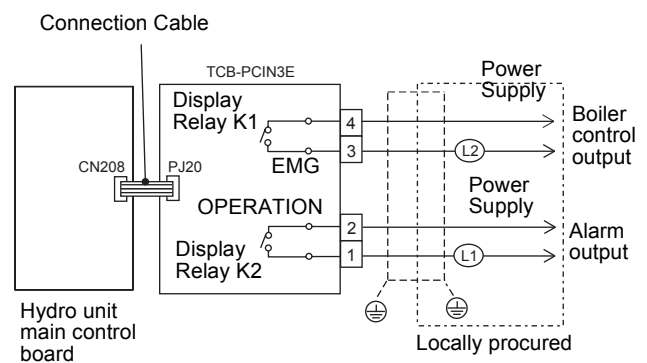 Connection Cable
TCB-PCIN3E
Power
Supply
Display
Relay K1
4
Boiler
control
output
3
L2
EMG
CN208
PJ20
Power
Supply
OPERATION
2
Display
Relay K2
1
L1
Alarm
output
Hydro unit
main control
board
Locally procured